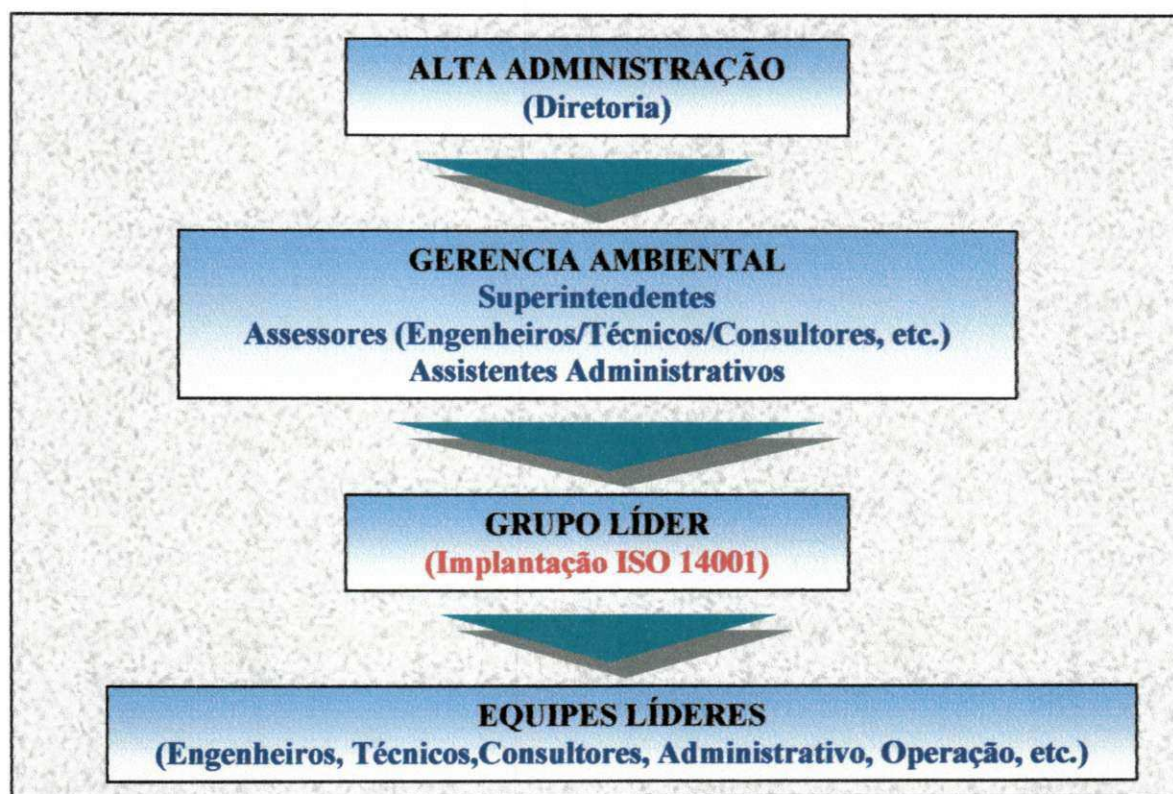 ALTA ADMINISTRAÇÃO
(Diretoria)
GERENCIA AMBIENTAL
Superintendentes
Assessores (Engenheiros/Técnicos/Consultores, etc.)
Assistentes Administrativos
GRUPO LÍDER
(Implantação ISO 14001)
EQUIPES LÍDERES
(Engenheiros, Técnicos,Consultores, Administrativo, Operação, etc.)